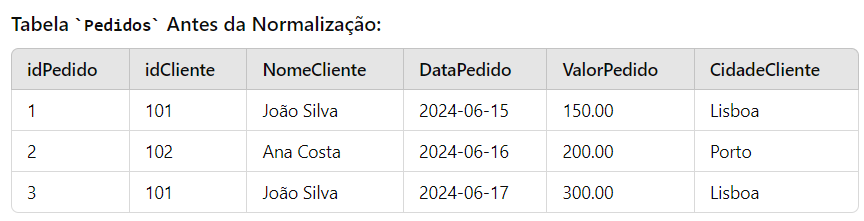 Tabela `Pedidos` Antes da Normalização:
idPedido idCliente NomeCliente DataPedido ValorPedido CidadeCliente
1 101 João Silva 2024-06-15 150.00 Lisboa
2 102 Ana Costa 2024-06-16 200.00 Porto
3 101 João Silva 2024-06-17 300.00 Lisboa